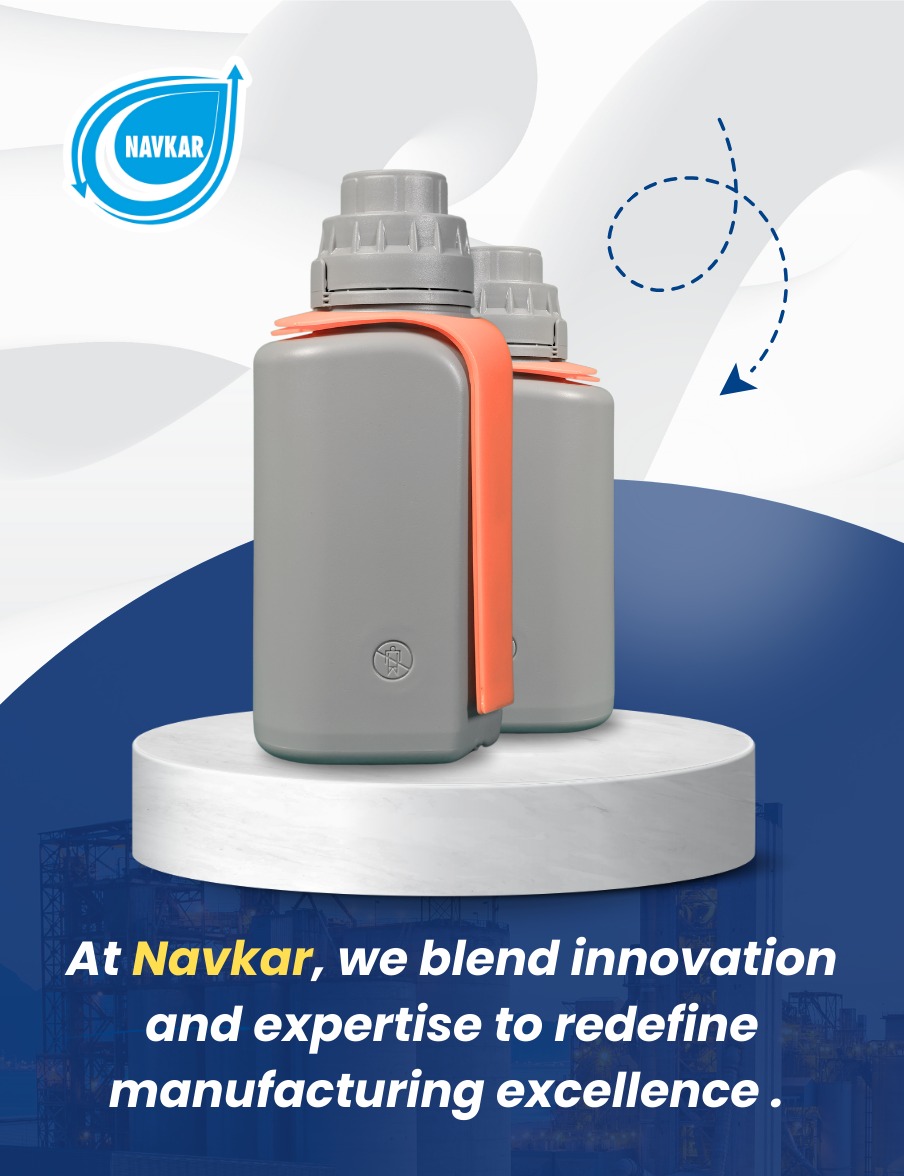 NAVKAR
At Navkar, we blend innovation
and expertise to redefine
manufacturing excellence .